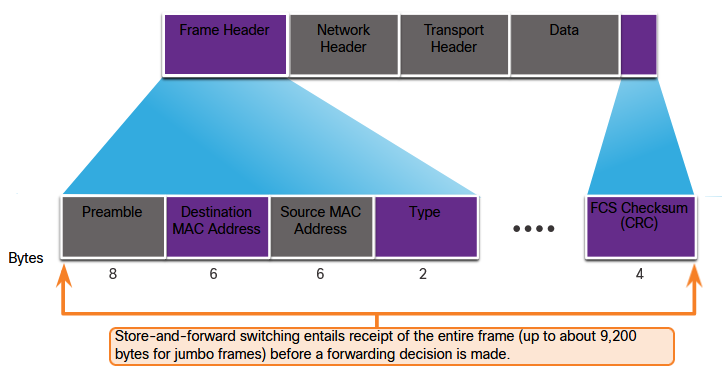 Frame Header
Network
Header
Transport
Header
Data
Preamble
Destination
MAC Address
Source MAC
Address
Type
••••
FCS Checksum
(CRC)
Bytes
8
6
6
2
4
Store-and-forward switching entails receipt of the entire frame (up to about 9,200
bytes for jumbo frames) before a forwarding decision is made.